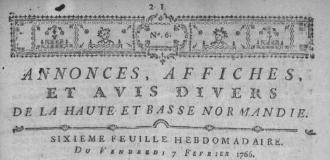 21.
N°. 6.
ANNONCES, AFFICHES,
ET AVIS DIVERS
DE LA HAUTE ET BASSE NORMANDIE.
SIXIEME FEUILLE HEBDOMADAIRE.
DU VENDREDI 7 FEVRIER 1766.